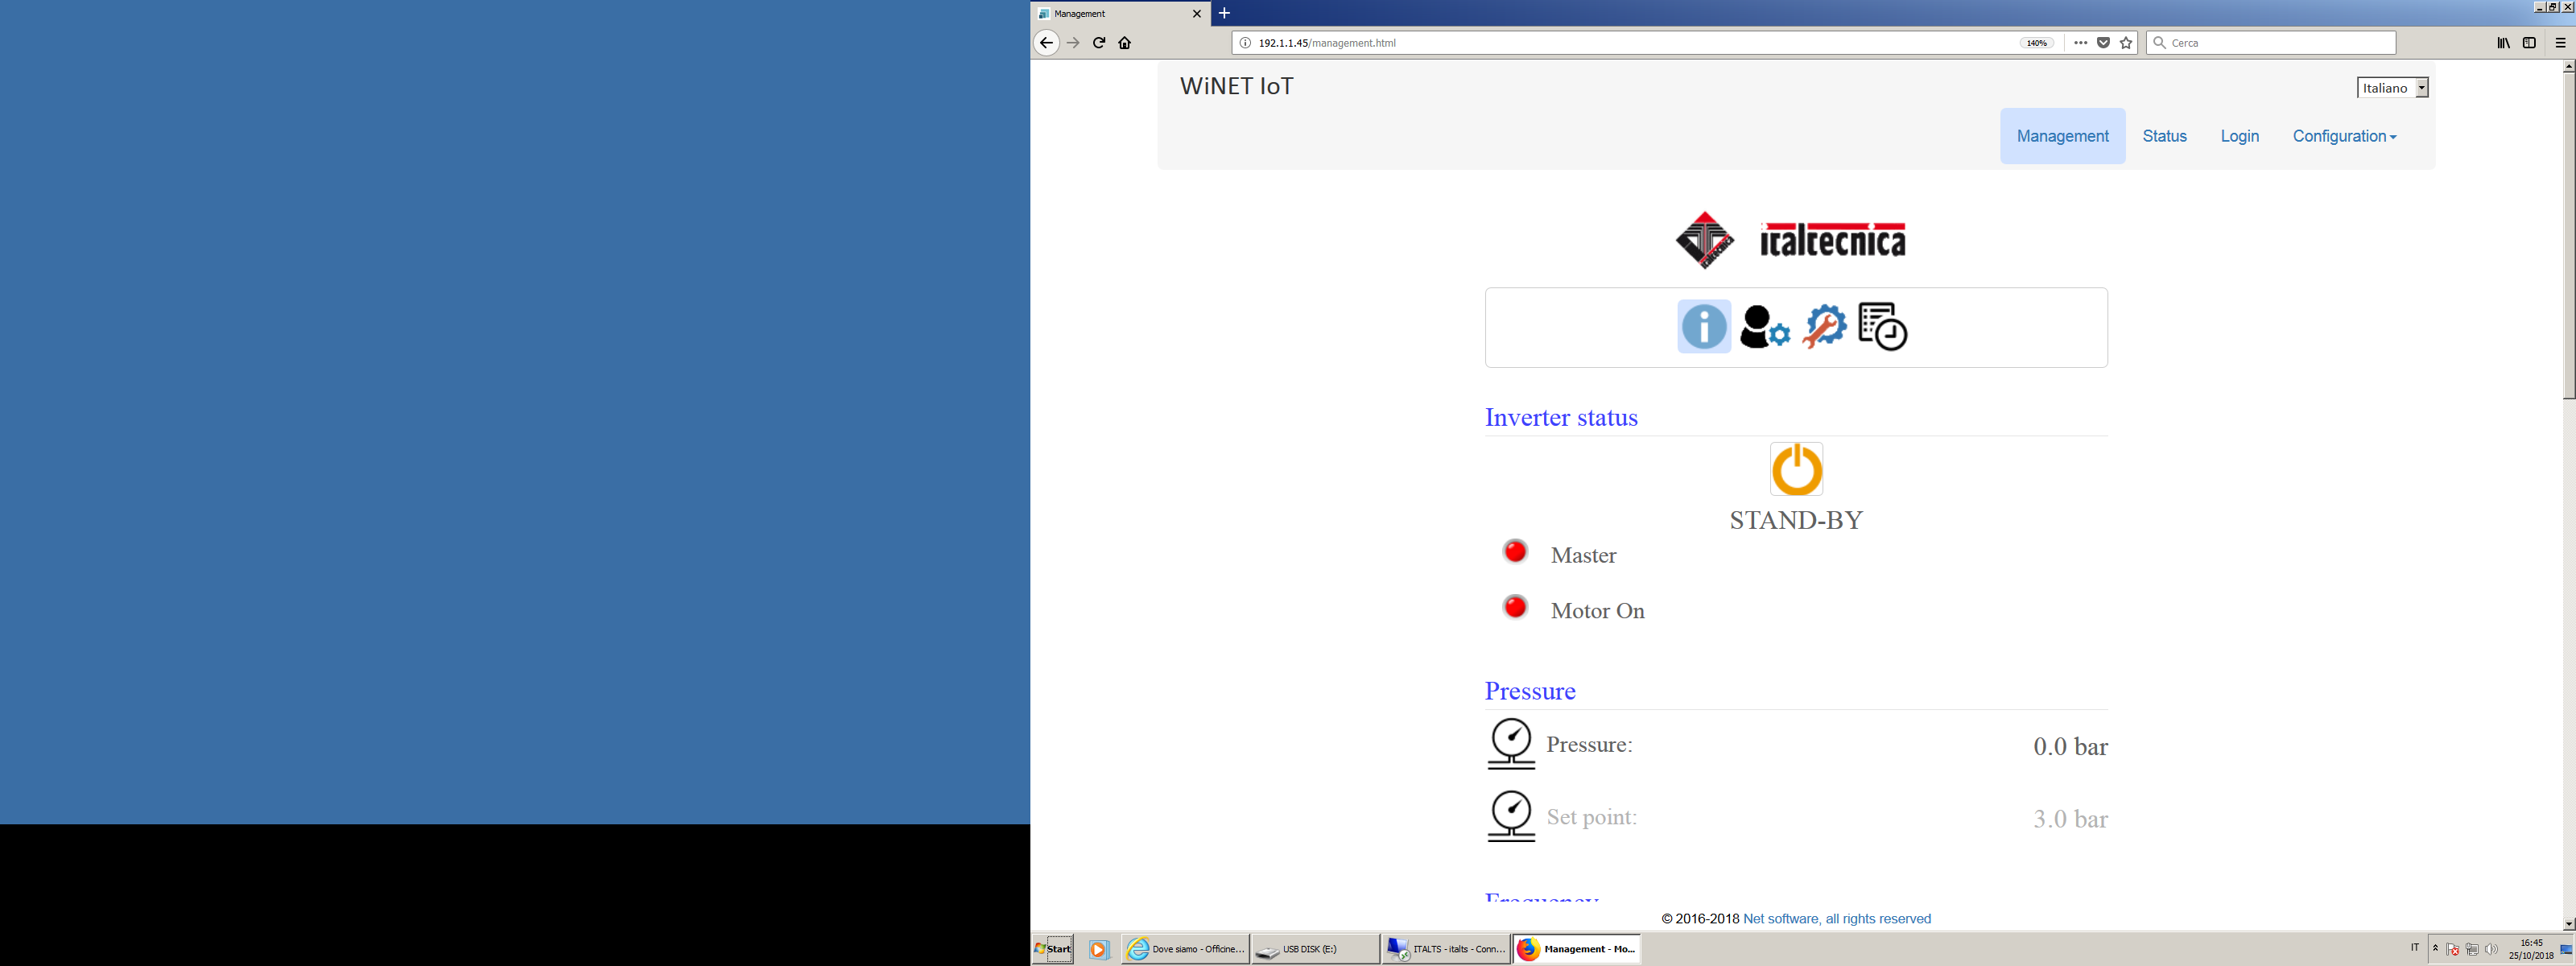 Management
192.1.1.45/management.html
140%
Cerca
WiNET IoT
Italiano
Management
Status
Login
Configuration
italtecnica
Inverter status
STAND-BY
Master
Motor On
Pressure
Pressure:
0.0 bar
Set point:
3.0 bar
Frequency
© 2016-2018 Net software, all rights reserved
Start
Dove siamo - Officine...
USB DISK (E:)
ITALTS - italts - Conn...
Management - Mo...
IT
16:45
25/10/2018